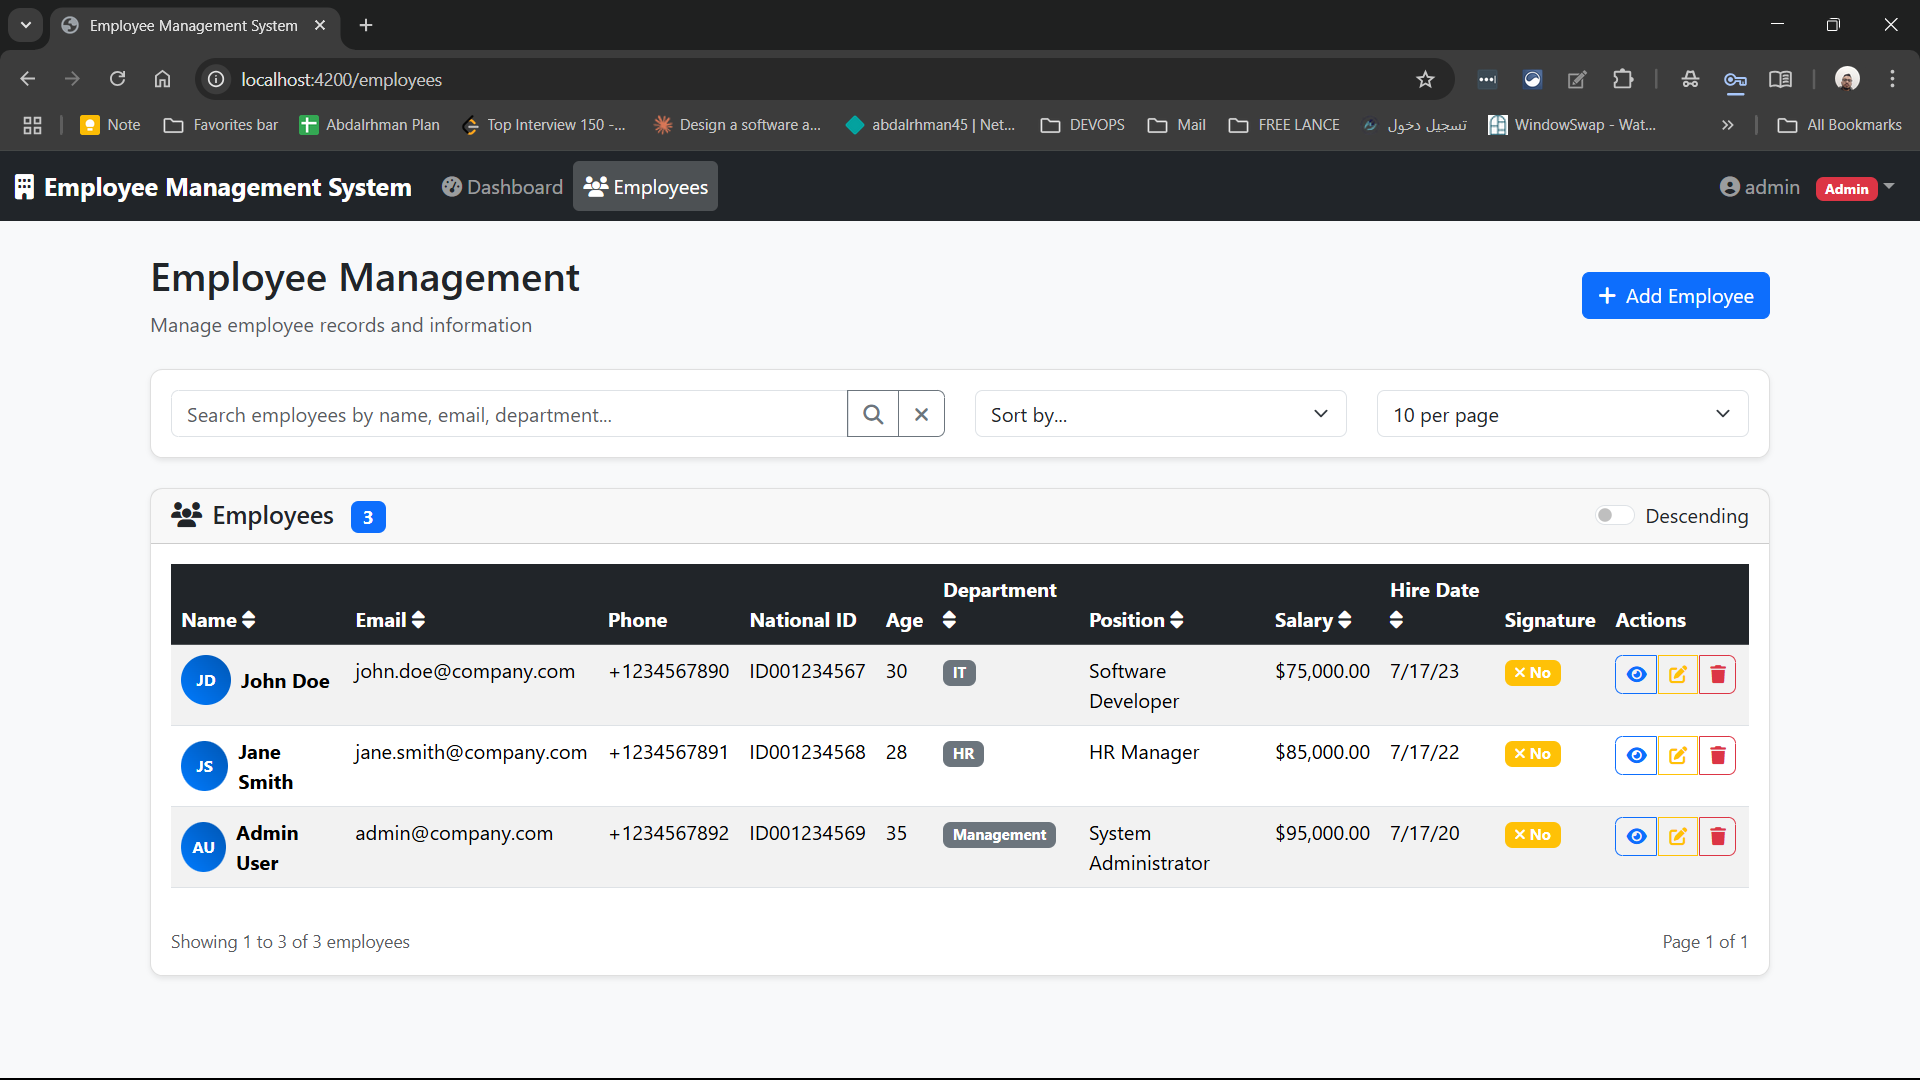 Employee Management System
localhost:4200/employees
Note
Favorites bar
Abdalrhman Plan
Top Interview 150 -...
Design a software a...
abdalrhman45 | Net...
DEVOPS
Mail
FREE LANCE
تسجيل دخول
WindowSwap - Wat...
All Bookmarks
Employee Management System
Dashboard
Employees
admin
Admin
Employee Management
Manage employee records and information
Add Employee
Search employees by name, email, department...
Sort by...
10 per page
Employees 3
Descending
Name Email Phone National ID Age Department Position Salary Hire Date Signature Actions
JD John Doe john.doe@company.com +1234567890 ID001234567 30 IT Software Developer $75,000.00 7/17/23 No
JS Jane Smith jane.smith@company.com +1234567891 ID001234568 28 HR HR Manager $85,000.00 7/17/22 No
AU Admin User admin@company.com +1234567892 ID001234569 35 Management System Administrator $95,000.00 7/17/20 No
Showing 1 to 3 of 3 employees
Page 1 of 1